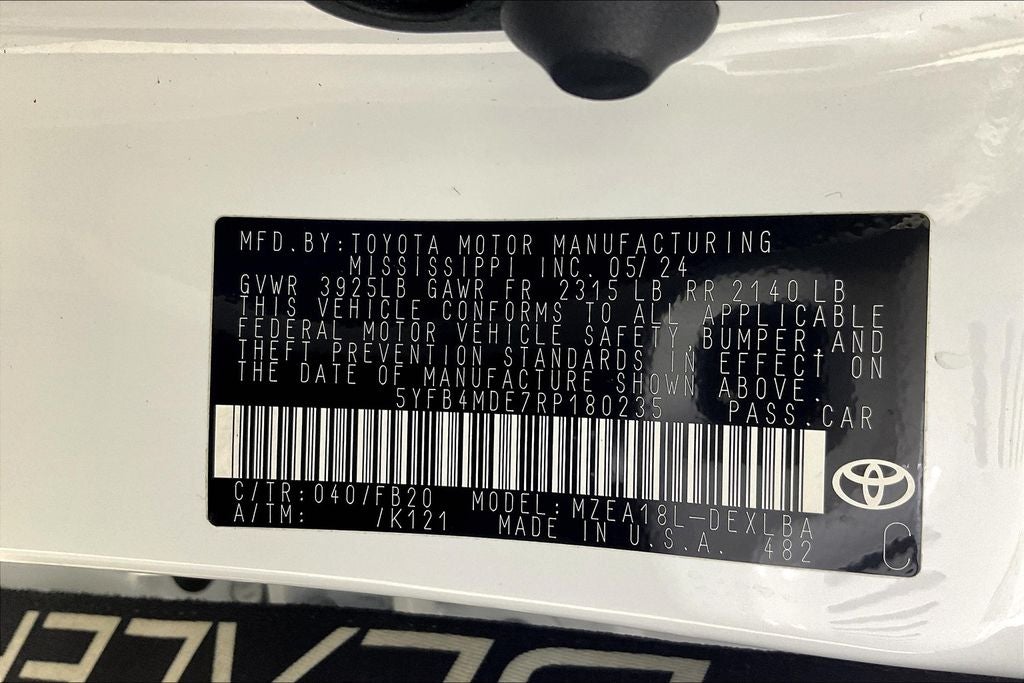 MFD.BY:TOYOTA MOTOR MANUFACTURING
MISSISSIPPI INC. 05/24
GVWR 3925LB GAWR FR 2315 LB RR 2140 LB
THIS VEHICLE CONFORMS TO ALL APPLICABLE
FEDERAL MOTOR VEHICLE SAFETY,BUMPER,AND
THEFT PREVENTION STANDARDS IN EFFECT ON
THE DATE OF MANUFACTURE SHOWN ABOVE.
5YFB4MDE7RP180235 PASS.CAR
C/TR:040/FB20 MODEL:MZEA18L-DEXLBA
A/TM: /K121 MADE IN U.S.A. 482
C